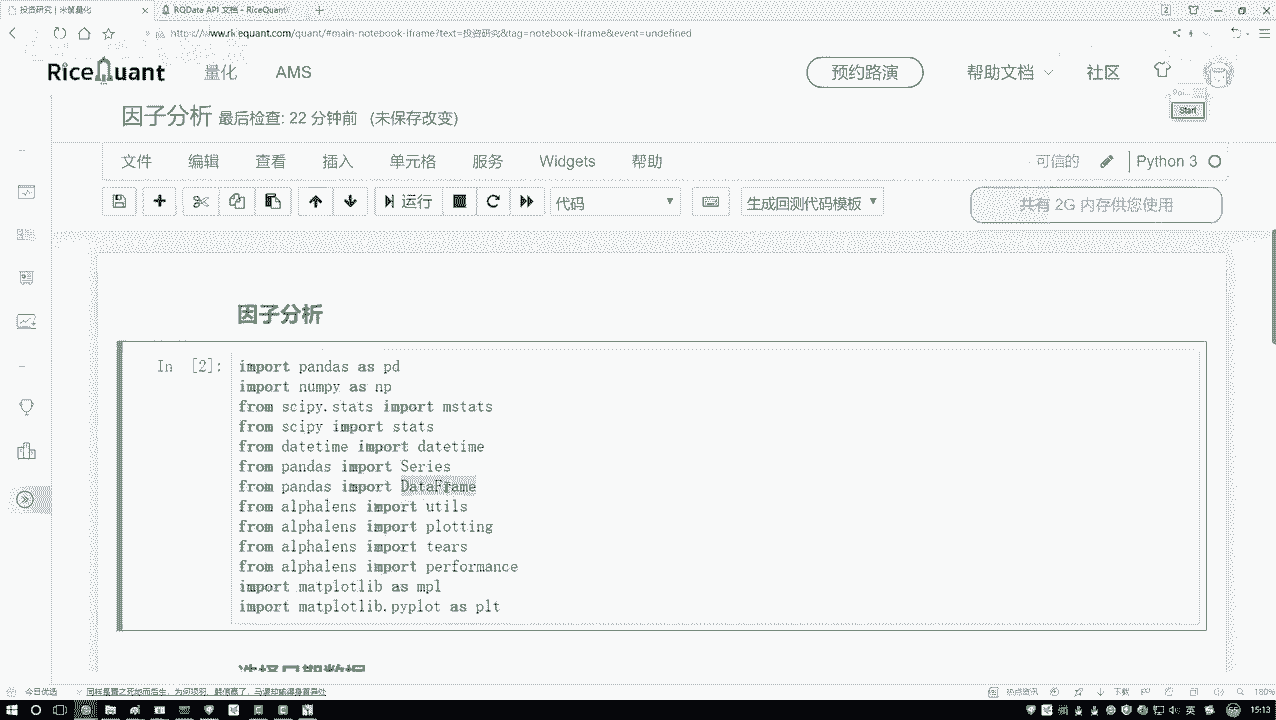 投资研究 | 米筐量化
RQData API 文档 - RiceQuant
https://www.ricequant.com/quant/#main-notebook-iframe?text=投资研究&tag=notebook-iframe&event=undefined
RiceQuant 量化 AMS 预约路演 帮助文档 社区
因子分析 最后检查: 22 分钟前 (未保存改变)
Start
文件 编辑 查看 插入 单元格 服务 Widgets 帮助 可信的 Python 3
运行 代码 生成回测代码模板 共有 2G 内存供您使用
因子分析
In [2]:
import pandas as pd
import numpy as np
from scipy.stats import mstats
from scipy import stats
from datetime import datetime
from pandas import Series
from pandas import DataFrame
from alphalens import utils
from alphalens import plotting
from alphalens import tears
from alphalens import performance
import matplotlib as mpl
import matplotlib.pyplot as plt
今日优选
热点资讯 下载 180%
英 15:13